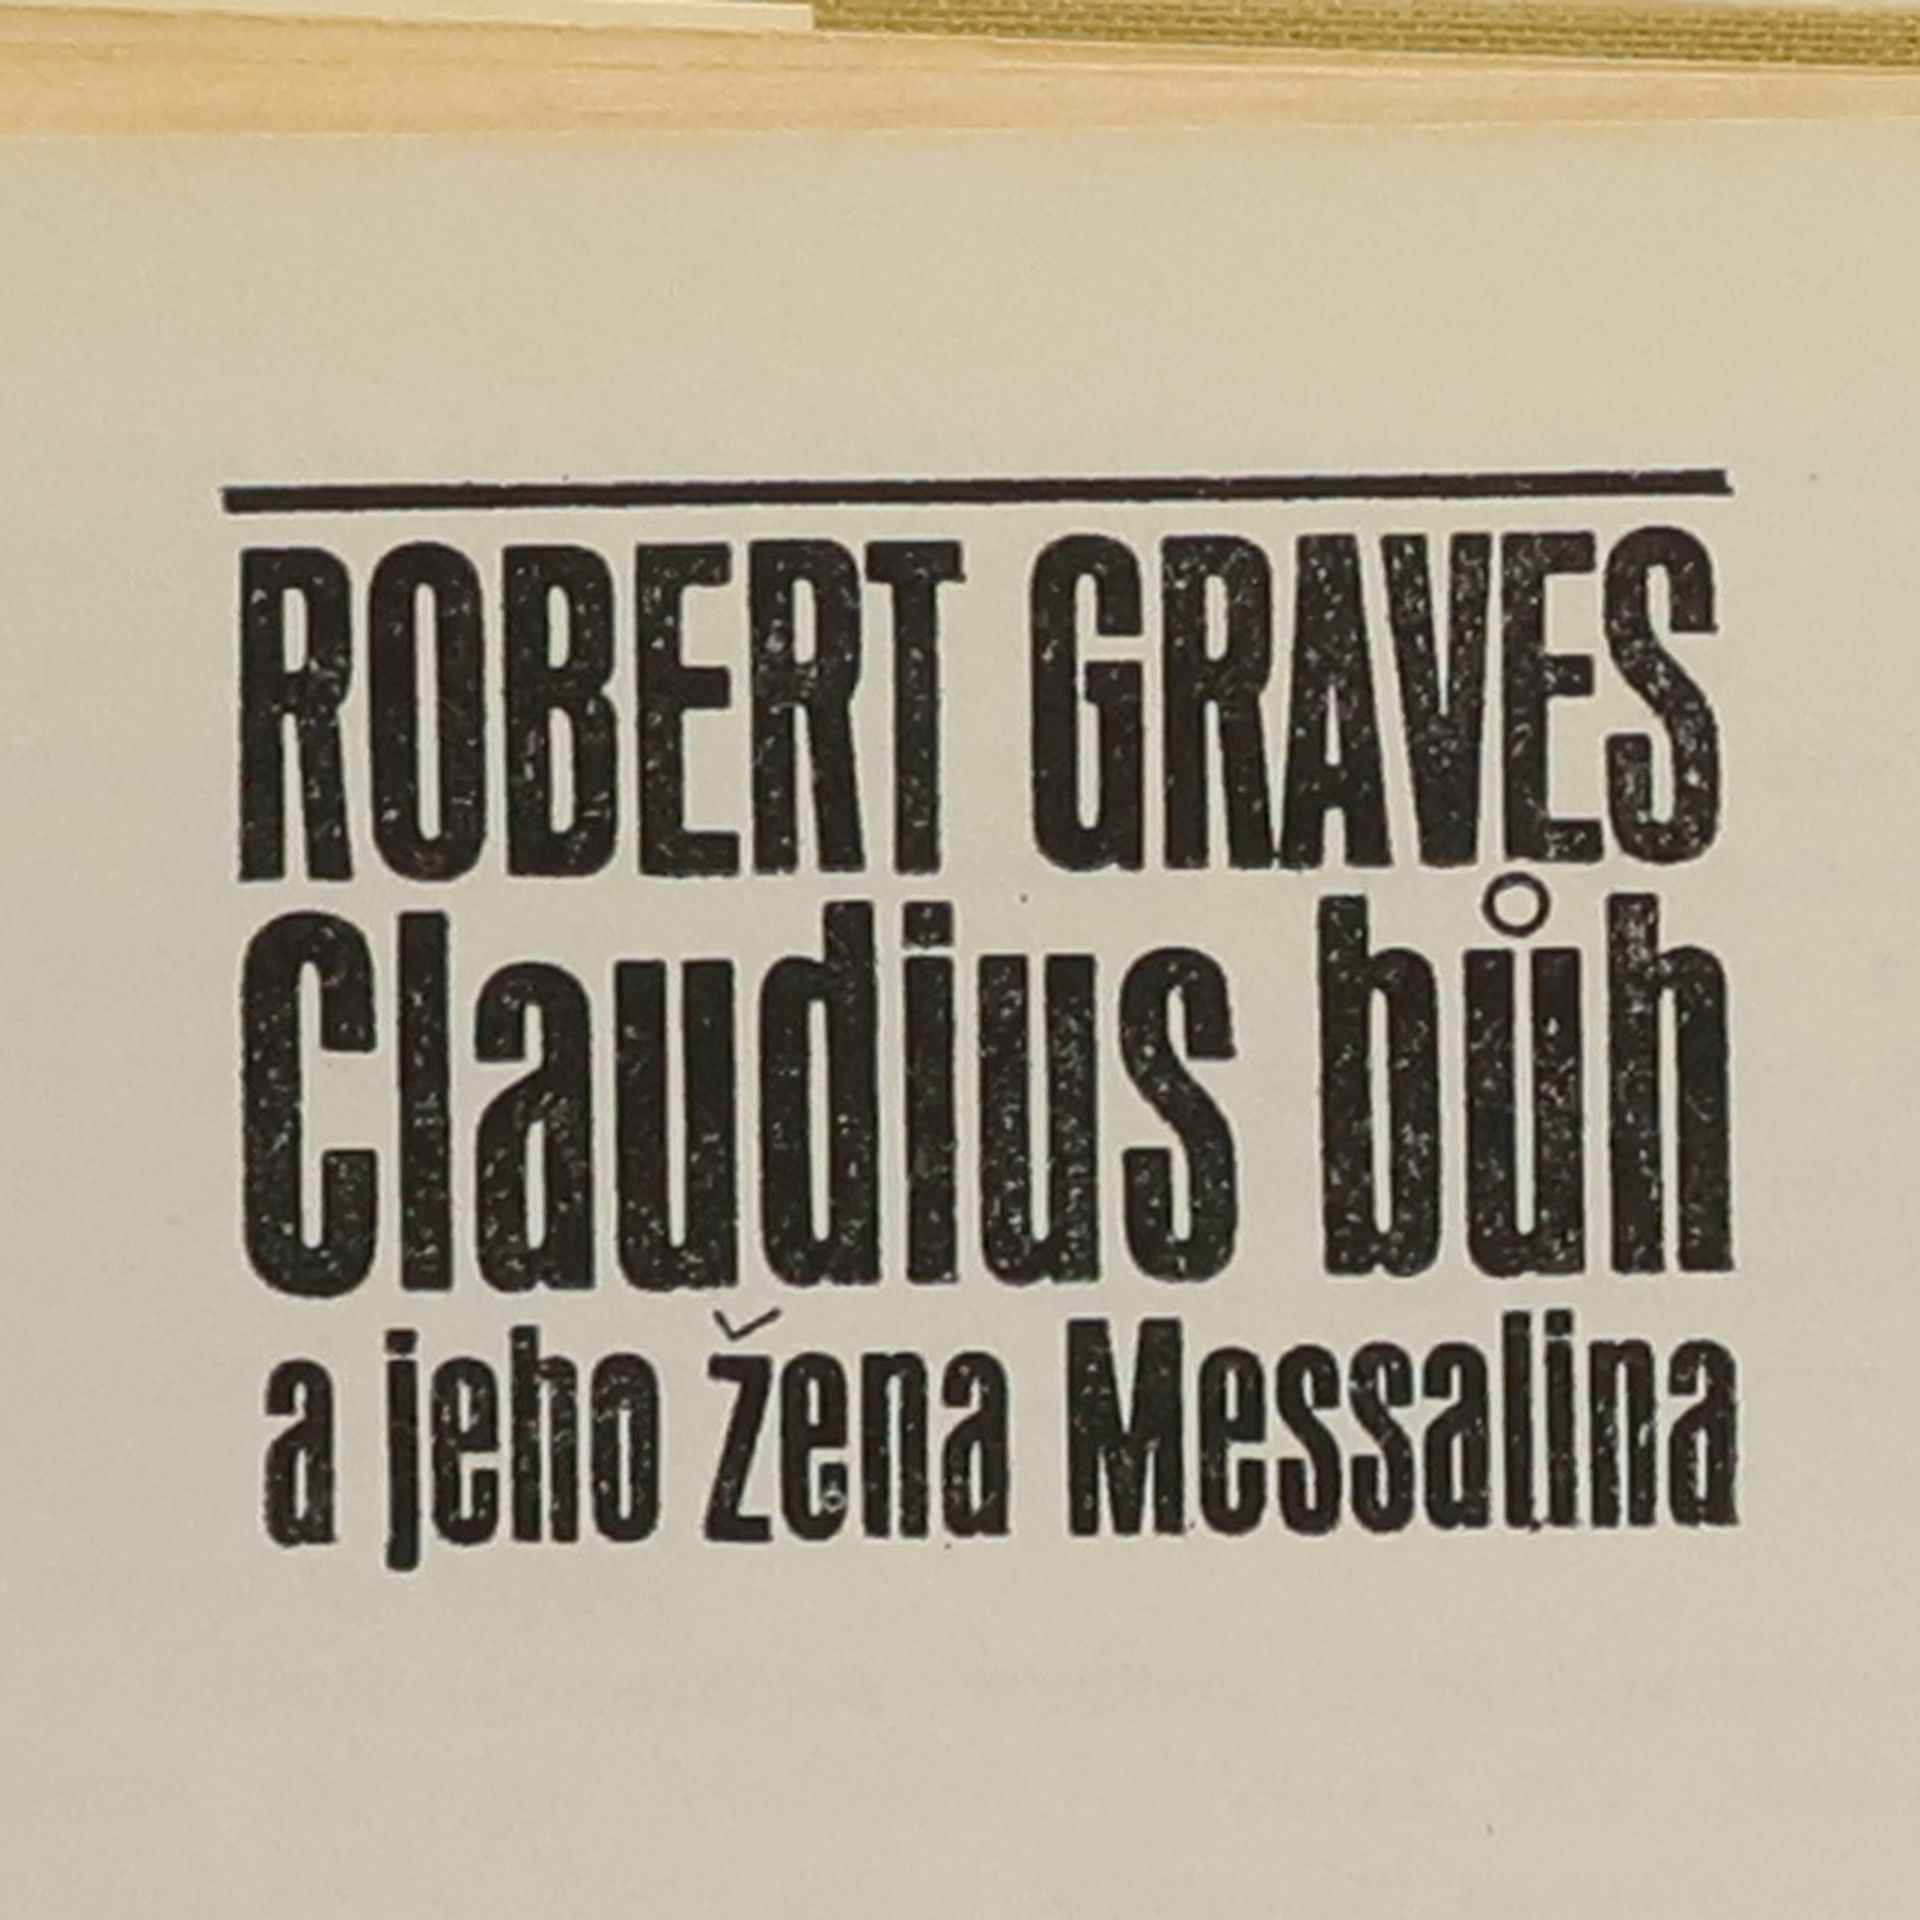 ROBERT GRAVES
Claudius bůh
a jeho žena Messalina